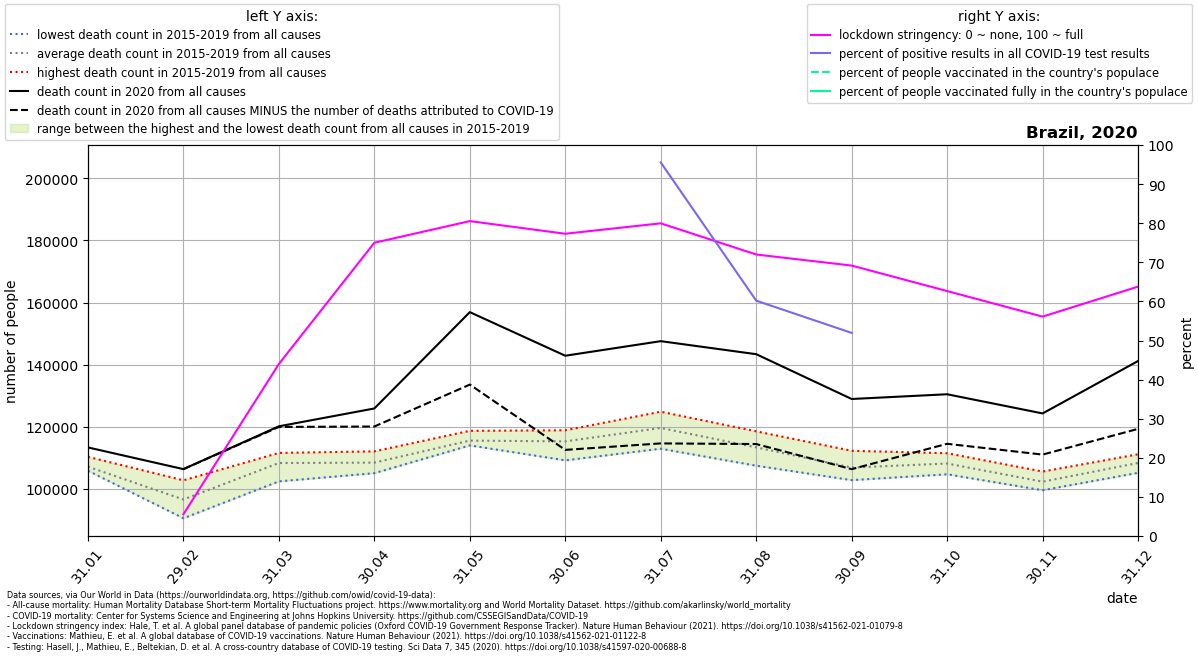 left Y axis:
lowest death count in 2015-2019 from all causes
average death count in 2015-2019 from all causes
highest death count in 2015-2019 from all causes
death count in 2020 from all causes
death count in 2020 from all causes MINUS the number of deaths attributed to COVID-19
range between the highest and the lowest death count from all causes in 2015-2019
right Y axis:
lockdown stringency: 0 ~ none, 100 ~ full
percent of positive results in all COVID-19 test results
percent of people vaccinated in the country's populace
percent of people vaccinated fully in the country's populace
Brazil, 2020
number of people
200000
180000
160000
140000
120000
100000
100
90
80
70
60
50
40
30
20
10
0
percent
31.01
29.02
31.03
30.04
31.05
30.06
31.07
31.08
30.09
31.10
30.11
31.12
date
Data sources, via Our World in Data (https://ourworldindata.org, https://github.com/owid/covid-19-data):
- All-cause mortality: Human Mortality Database Short-term Mortality Fluctuations project. https://www.mortality.org and World Mortality Dataset. https://github.com/akarlinsky/world_mortality
- COVID-19 mortality: Center for Systems Science and Engineering at Johns Hopkins University. https://github.com/CSSEGISandData/COVID-19
- Lockdown stringency index: Hale, T. et al. A global panel database of pandemic policies (Oxford COVID-19 Government Response Tracker). Nature Human Behaviour (2021). https://doi.org/10.1038/s41562-021-01079-8
- Vaccinations: Mathieu, E. et al. A global database of COVID-19 vaccinations. Nature Human Behaviour (2021). https://doi.org/10.1038/s41562-021-01122-8
- Testing: Hasell, J., Mathieu, E., Beltekian, D. et al. A cross-country database of COVID-19 testing. Sci Data 7, 345 (2020). https://doi.org/10.1038/s41597-020-00688-8